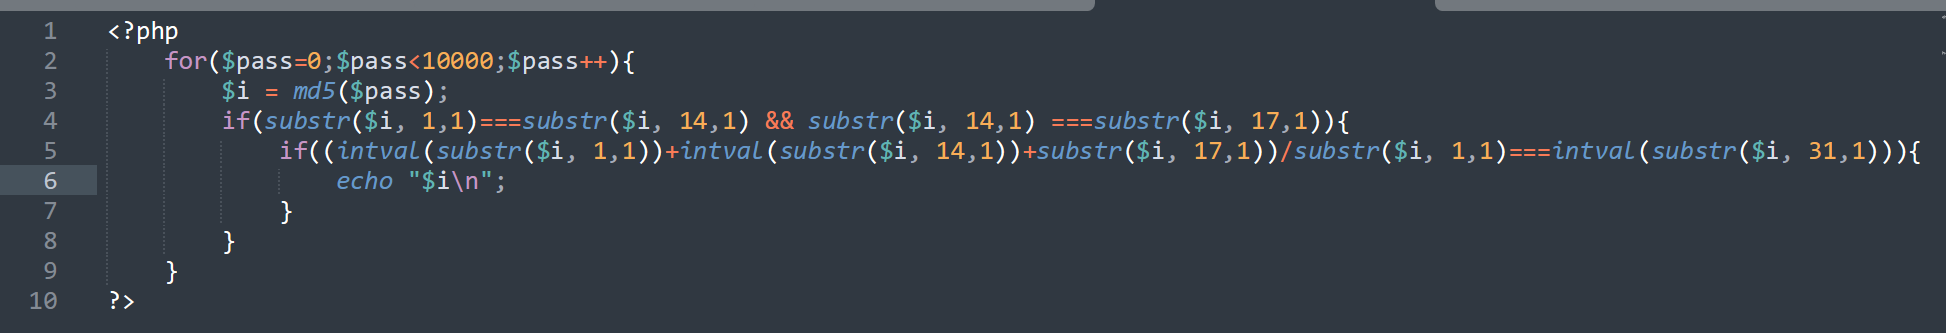 1 <?php
2     for($pass=0;$pass<10000;$pass++){
3         $i = md5($pass);
4         if(substr($i, 1,1)===substr($i, 14,1) && substr($i, 14,1) ===substr($i, 17,1)){
5             if((intval(substr($i, 1,1))+intval(substr($i, 14,1))+substr($i, 17,1))/substr($i, 1,1)===intval(substr($i, 31,1))){
6                 echo "$i\n";
7             }
8         }
9     }
10 ?>